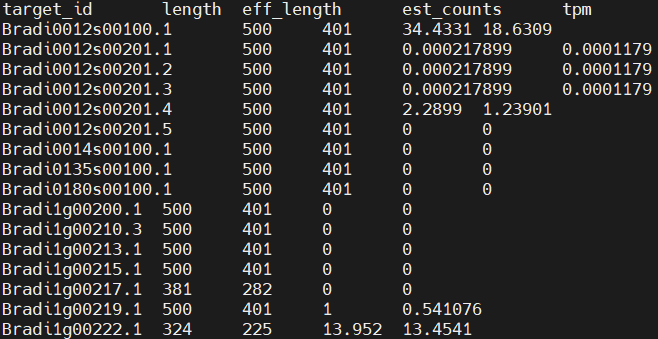 target_id length eff_length est_counts tpm
Bradi0012s00100.1 500 401 34.4331 18.6309
Bradi0012s00201.1 500 401 0.000217899 0.0001179
Bradi0012s00201.2 500 401 0.000217899 0.0001179
Bradi0012s00201.3 500 401 0.000217899 0.0001179
Bradi0012s00201.4 500 401 2.2899 1.23901
Bradi0012s00201.5 500 401 0 0
Bradi0014s00100.1 500 401 0 0
Bradi0135s00100.1 500 401 0 0
Bradi0180s00100.1 500 401 0 0
Bradi1g00200.1 500 401 0 0
Bradi1g00210.3 500 401 0 0
Bradi1g00213.1 500 401 0 0
Bradi1g00215.1 500 401 0 0
Bradi1g00217.1 381 282 0 0
Bradi1g00219.1 500 401 1 0.541076
Bradi1g00222.1 324 225 13.952 13.4541